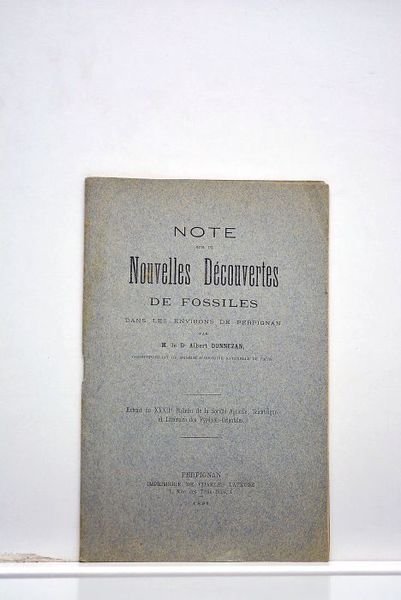 NOTE
SUR DE
Nouvelles Découvertes
DE FOSSILES
DANS LES ENVIRONS DE PERPIGNAN
PAR
M. le Dr Albert DONNEZAN,
Extrait du XXXIIe Bulletin de la Société Agricole, Scientifique
et Littéraire des Pyrénées-Orientales.
PERPIGNAN
IMPRIMERIE DE CHARLES LATROBE
1, Rue des Trois Rois, 1